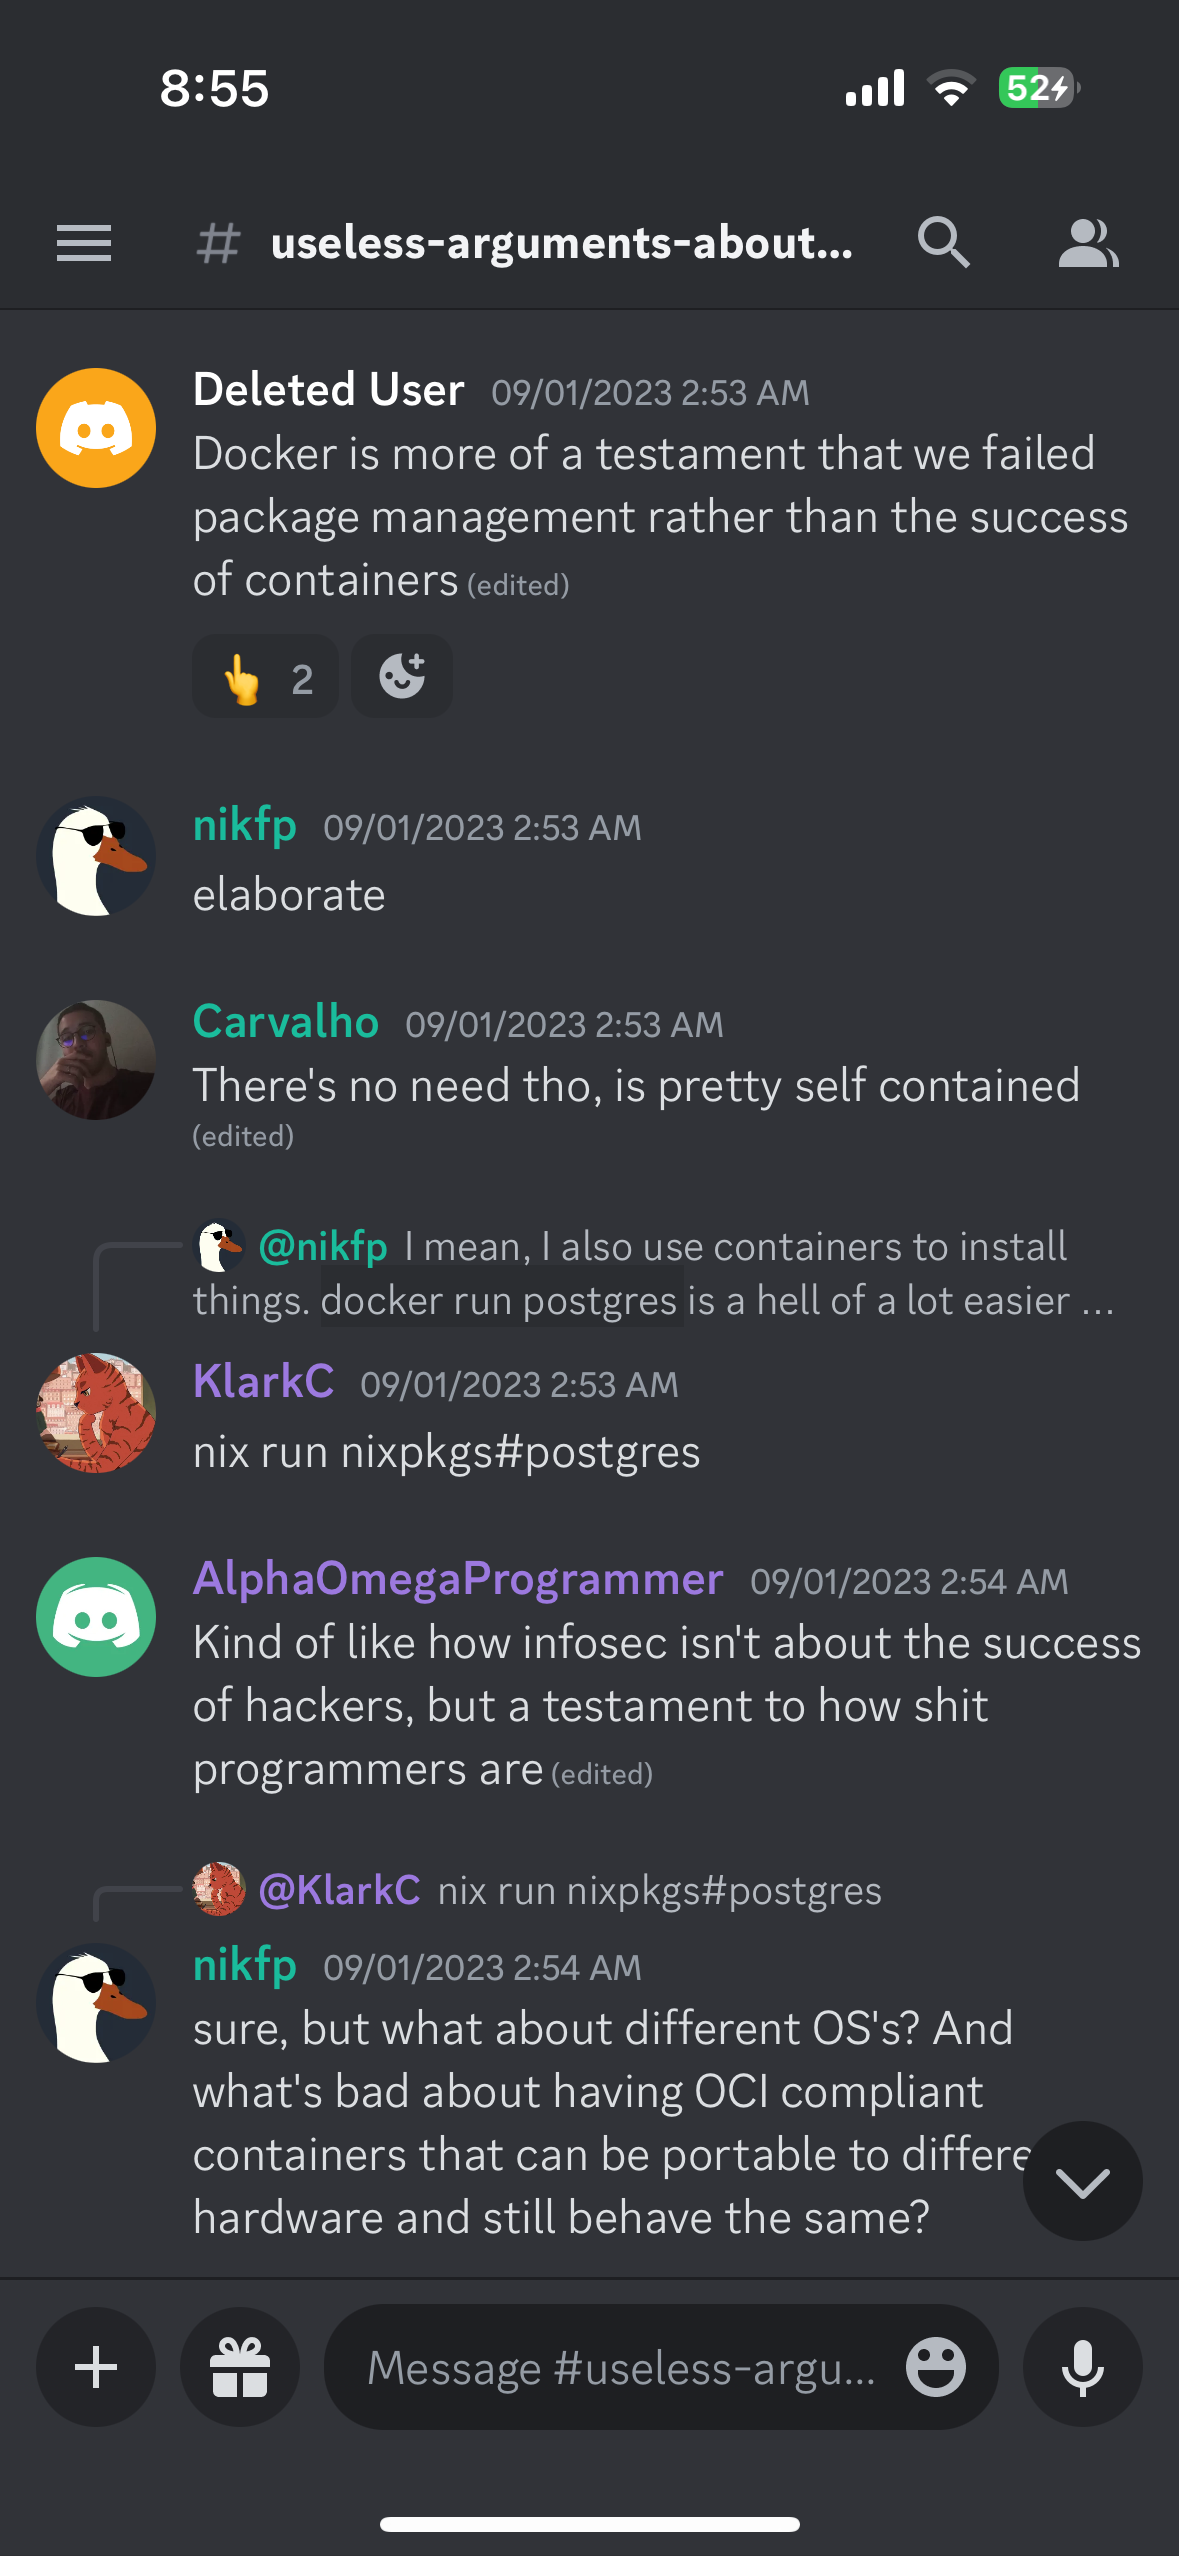 8:55
52
# useless-arguments-about...
Deleted User 09/01/2023 2:53 AM
Docker is more of a testament that we failed
package management rather than the success
of containers (edited)
2
nikfp 09/01/2023 2:53 AM
elaborate
Carvalho 09/01/2023 2:53 AM
There's no need tho, is pretty self contained
(edited)
@nikfp I mean, I also use containers to install
things. docker run postgres is a hell of a lot easier ...
KlarkC 09/01/2023 2:53 AM
nix run nixpkgs#postgres
AlphaOmegaProgrammer 09/01/2023 2:54 AM
Kind of like how infosec isn't about the success
of hackers, but a testament to how shit
programmers are (edited)
@KlarkC nix run nixpkgs#postgres
nikfp 09/01/2023 2:54 AM
sure, but what about different OS's? And
what's bad about having OCI compliant
containers that can be portable to differe
hardware and still behave the same?
Message #useless-argu...